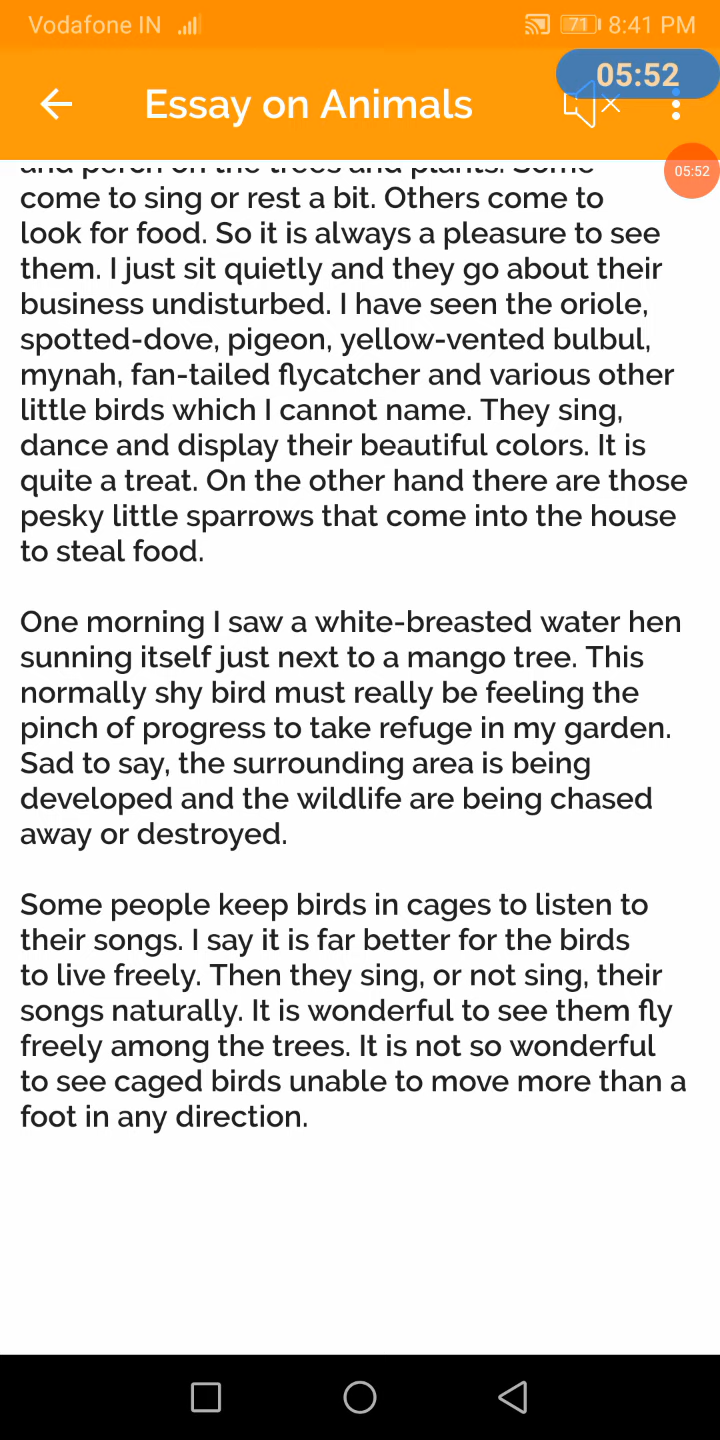 Vodafone IN
71 8:41 PM
05:52
Essay on Animals
05:52
and perch on the trees and plants. Some
come to sing or rest a bit. Others come to
look for food. So it is always a pleasure to see
them. I just sit quietly and they go about their
business undisturbed. I have seen the oriole,
spotted-dove, pigeon, yellow-vented bulbul,
mynah, fan-tailed flycatcher and various other
little birds which I cannot name. They sing,
dance and display their beautiful colors. It is
quite a treat. On the other hand there are those
pesky little sparrows that come into the house
to steal food.
One morning I saw a white-breasted water hen
sunning itself just next to a mango tree. This
normally shy bird must really be feeling the
pinch of progress to take refuge in my garden.
Sad to say, the surrounding area is being
developed and the wildlife are being chased
away or destroyed.
Some people keep birds in cages to listen to
their songs. I say it is far better for the birds
to live freely. Then they sing, or not sing, their
songs naturally. It is wonderful to see them fly
freely among the trees. It is not so wonderful
to see caged birds unable to move more than a
foot in any direction.